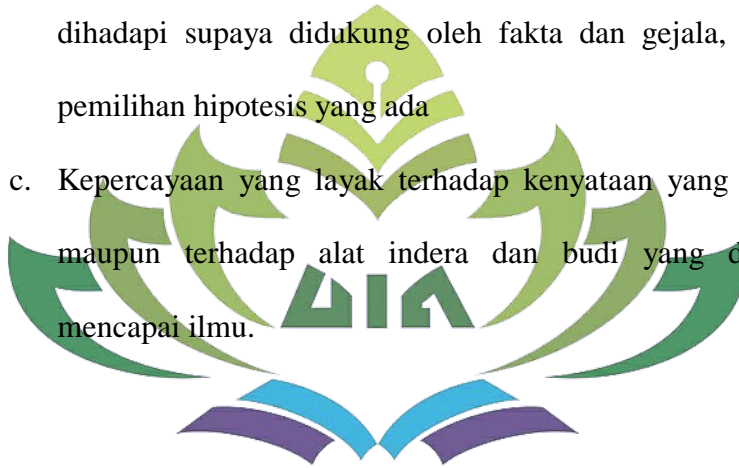 dihadapi supaya didukung oleh fakta dan gejala,
pemilihan hipotesis yang ada
c. Kepercayaan yang layak terhadap kenyataan yang
maupun terhadap alat indera dan budi yang d
mencapai ilmu.
UIN